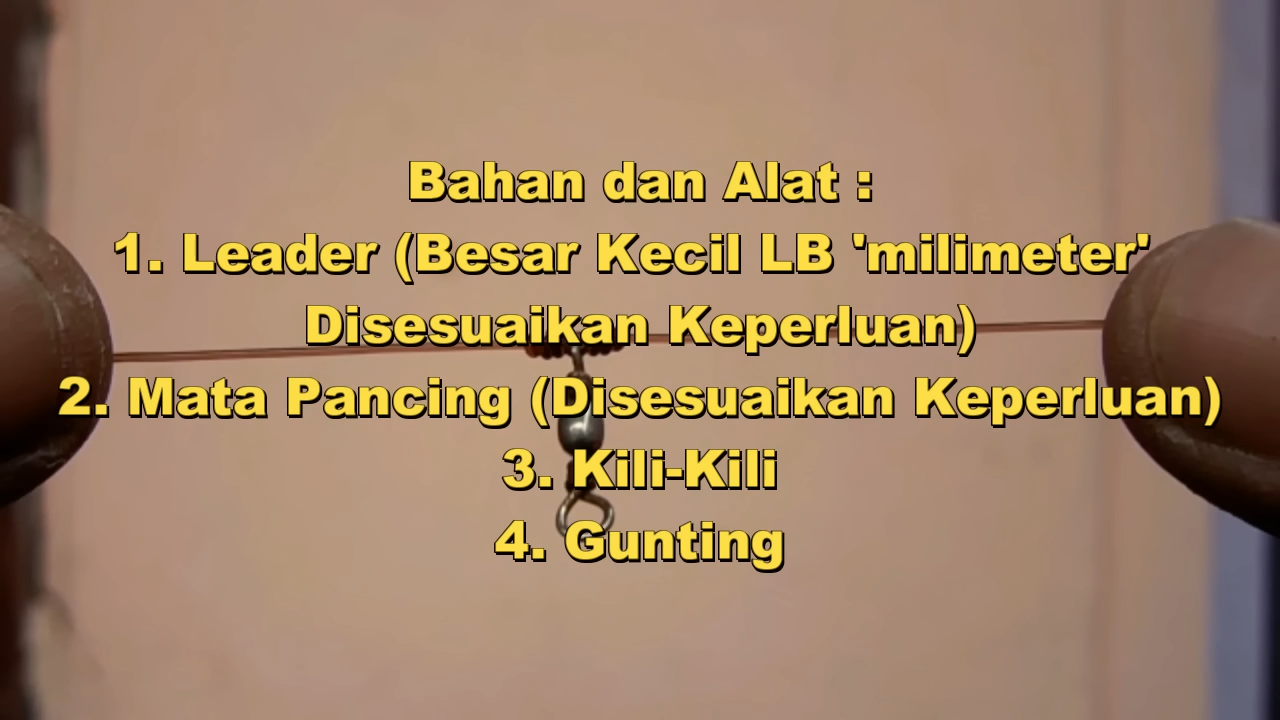 Bahan dan Alat :
1. Leader (Besar Kecil LB 'milimeter'
Disesuaikan Keperluan)
2. Mata Pancing (Disesuaikan Keperluan)
3. Kili-Kili
4. Gunting